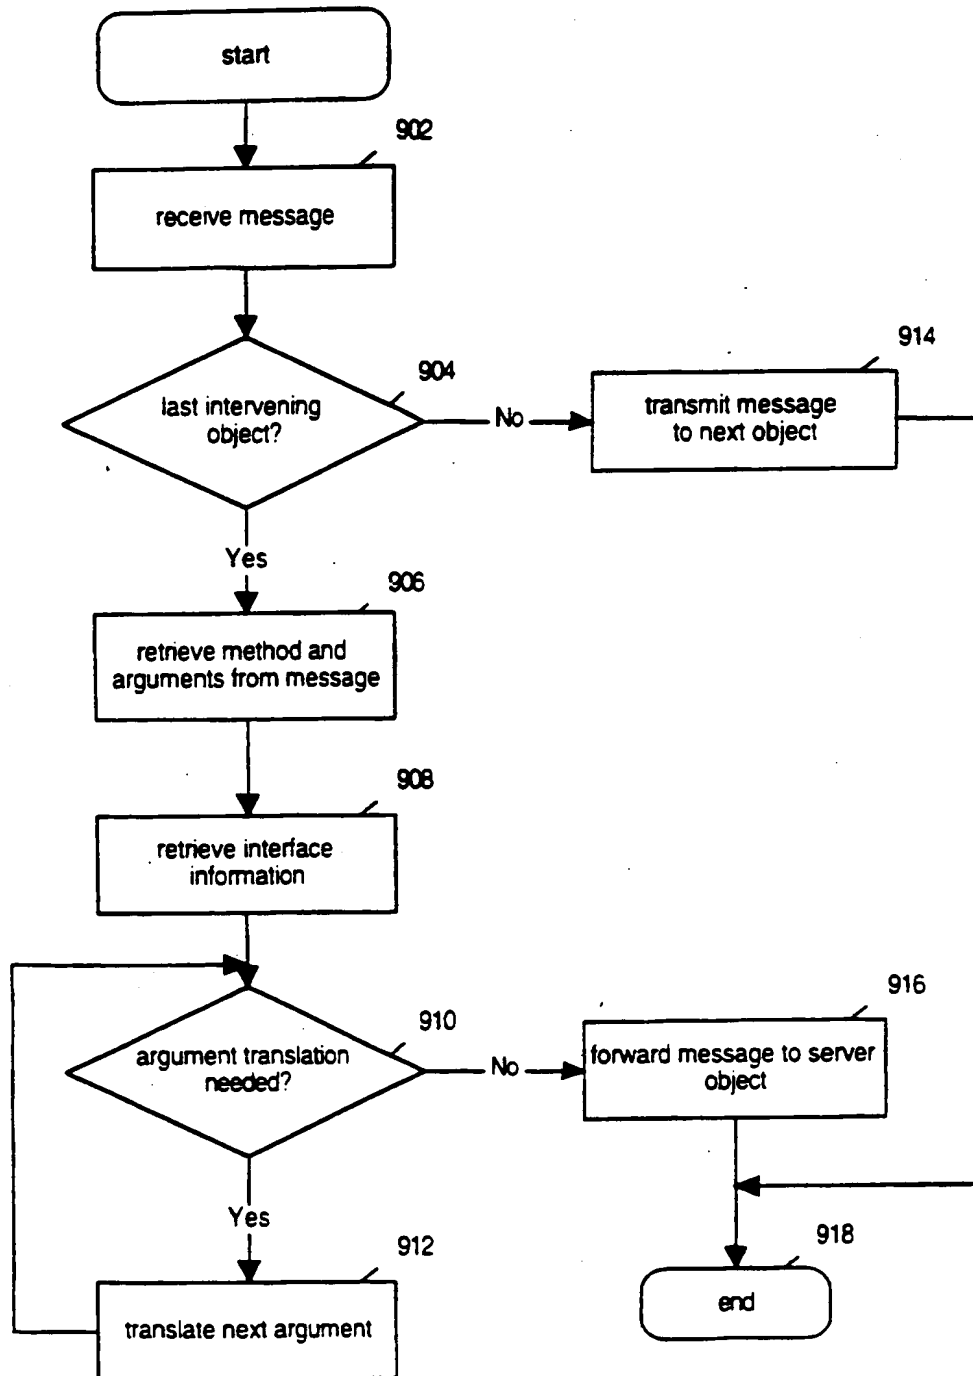 start
902
receive message
904
last intervening
object?
No
914
transmit message
to next object
Yes
906
retrieve method and
arguments from message
908
retrieve interface
information
910
argument translation
needed?
No
916
forward message to server
object
Yes
912
translate next argument
918
end